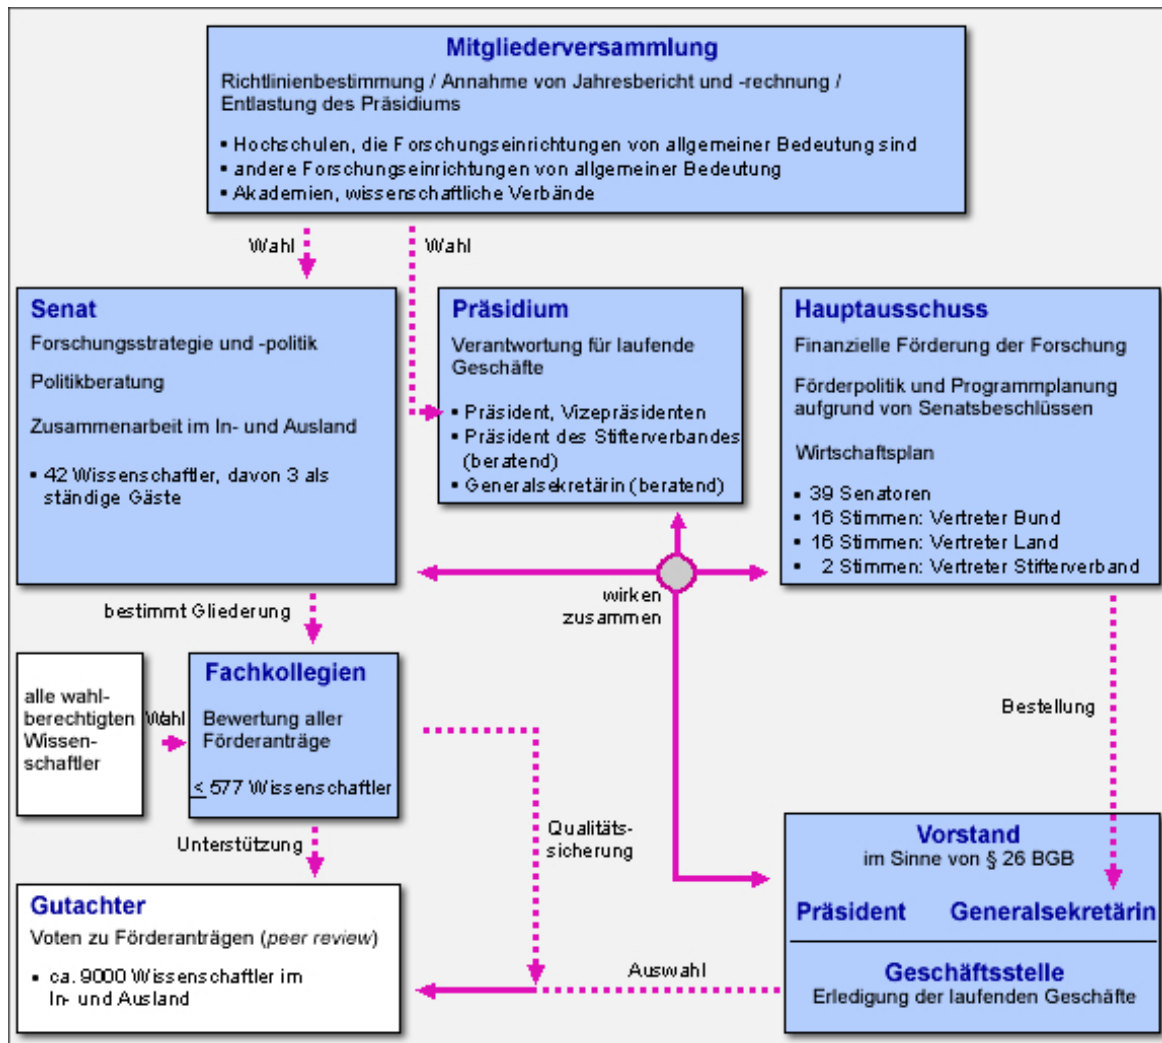 Mitgliederversammlung
Richtlinienbestimmung / Annahme von Jahresbericht und -rechnung /
Entlastung des Präsidiums
▪ Hochschulen, die Forschungseinrichtungen von allgemeiner Bedeutung sind
▪ andere Forschungseinrichtungen von allgemeiner Bedeutung
▪ Akademien, wissenschaftliche Verbände
Wahl
Wahl
Senat
Forschungsstrategie und -politik
Politikberatung
Zusammenarbeit im In- und Ausland
▪ 42 Wissenschaftler, davon 3 als
ständige Gäste
Präsidium
Verantwortung für laufende
Geschäfte
▪ Präsident, Vizepräsidenten
▪ Präsident des Stifterverbandes
(beratend)
▪ Generalsekretärin (beratend)
Hauptausschuss
Finanzielle Förderung der Forschung
Förderpolitik und Programmplanung
aufgrund von Senatsbeschlüssen
Wirtschaftsplan
▪ 39 Senatoren
▪ 16 Stimmen: Vertreter Bund
▪ 16 Stimmen: Vertreter Land
▪ 2 Stimmen: Vertreter Stifterverband
wirken
zusammen
bestimmt Gliederung
alle wahl-
berechtigten
Wissen-
schaftler
Wahl
Fachkollegien
Bewertung aller
Förderanträge
≤ 577 Wissenschaftler
Bestellung
Unterstützung
Qualitäts-
sicherung
Gutachter
Voten zu Förderanträgen (peer review)
▪ ca. 9000 Wissenschaftler im
In- und Ausland
Auswahl
Vorstand
im Sinne von § 26 BGB
Präsident Generalsekretärin
Geschäftsstelle
Erledigung der laufenden Geschäfte